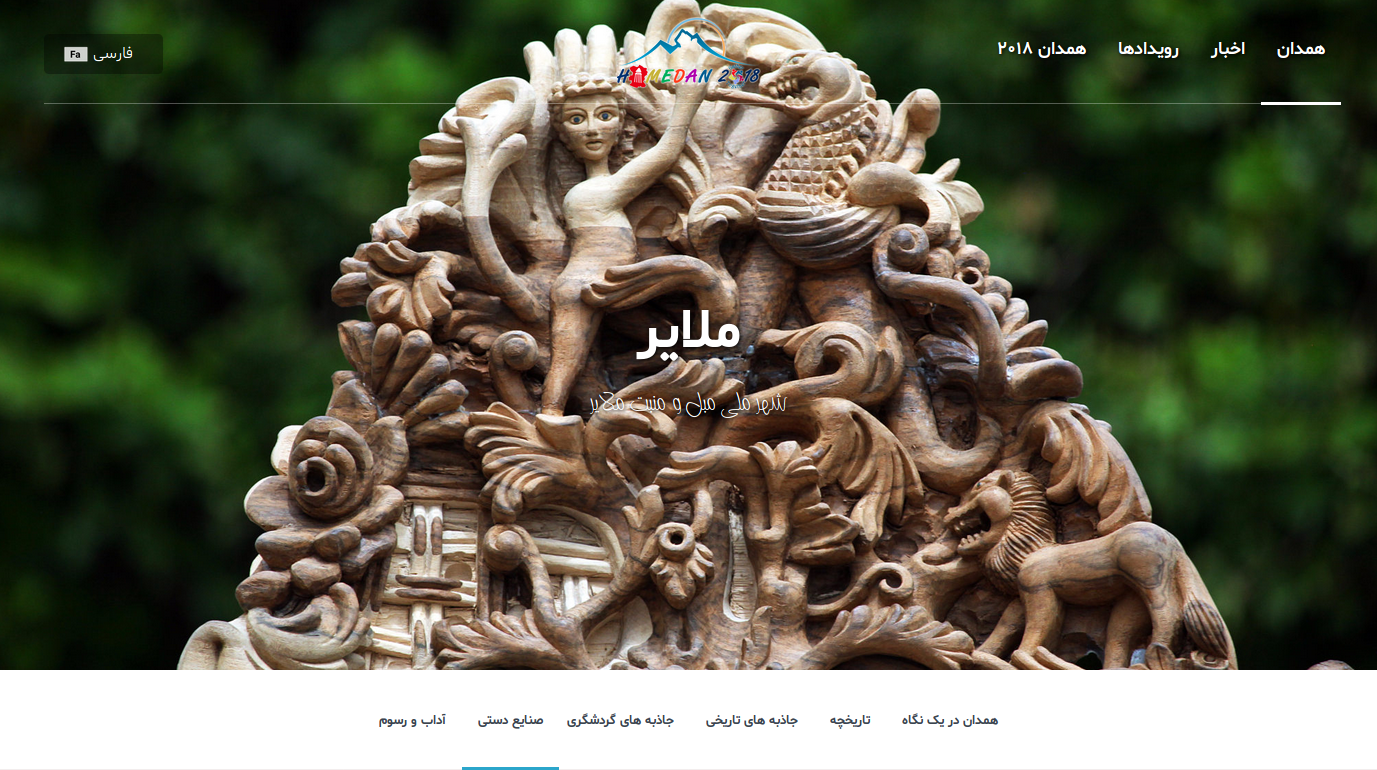 همدان
اخبار
رویدادها
همدان ۲۰۱۸
HAMEDAN 2018
فارسی Fa
ملایر
شهر ملی مبل و منبت ملایر
همدان در یک نگاه
تاریخچه
جاذبه های تاریخی
جاذبه های گردشگری
صنایع دستی
آداب و رسوم